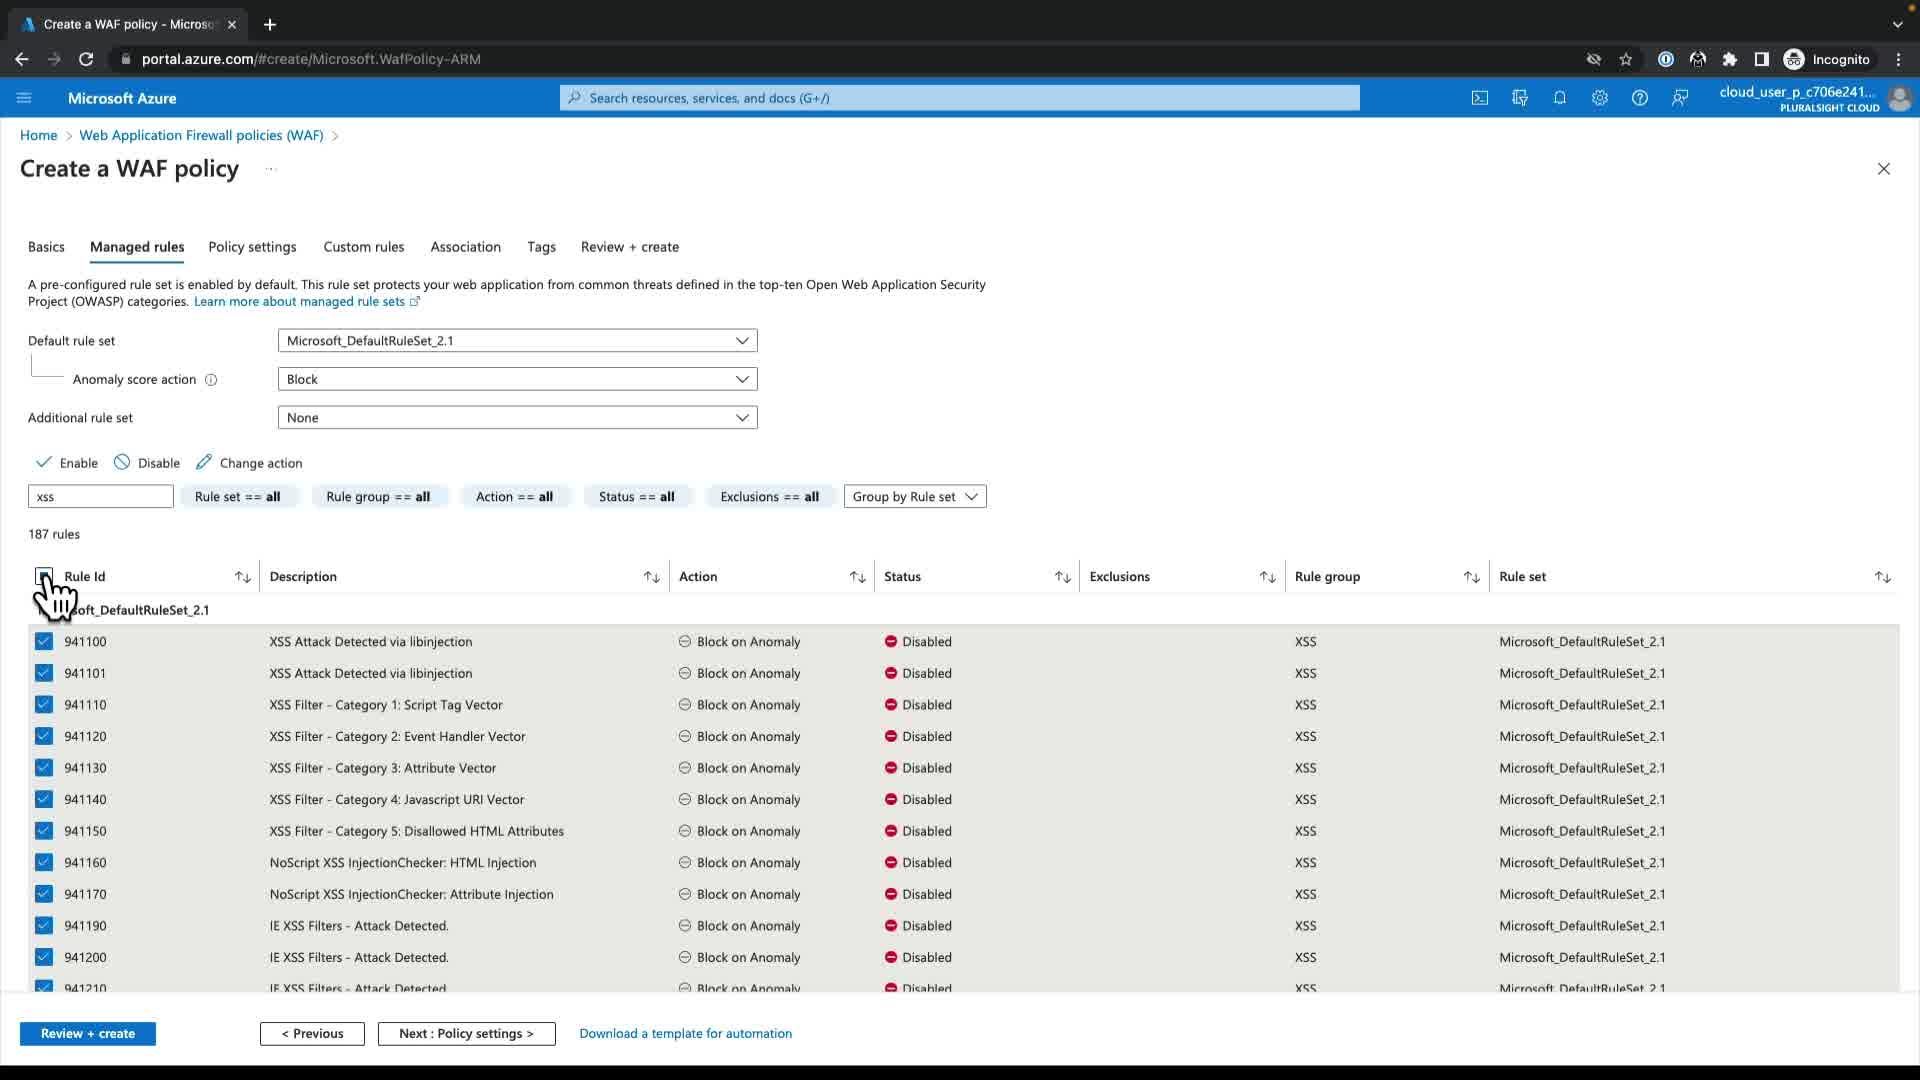 Create a WAF policy - Microso
portal.azure.com/#create/Microsoft.WafPolicy-ARM
Incognito
Microsoft Azure
Search resources, services, and docs (G+/)
cloud_user_p_c706e241...
PLURALSIGHT CLOUD
Home > Web Application Firewall policies (WAF) >
Create a WAF policy ...
Basics Managed rules Policy settings Custom rules Association Tags Review + create
A pre-configured rule set is enabled by default. This rule set protects your web application from common threats defined in the top-ten Open Web Application Security
Project (OWASP) categories. Learn more about managed rule sets
Default rule set Microsoft_DefaultRuleSet_2.1
Anomaly score action Block
Additional rule set None
Enable Disable Change action
xss Rule set == all Rule group == all Action == all Status == all Exclusions == all Group by Rule set
187 rules
Rule Id Description Action Status Exclusions Rule group Rule set
soft_DefaultRuleSet_2.1
941100 XSS Attack Detected via libinjection Block on Anomaly Disabled XSS Microsoft_DefaultRuleSet_2.1
941101 XSS Attack Detected via libinjection Block on Anomaly Disabled XSS Microsoft_DefaultRuleSet_2.1
941110 XSS Filter - Category 1: Script Tag Vector Block on Anomaly Disabled XSS Microsoft_DefaultRuleSet_2.1
941120 XSS Filter - Category 2: Event Handler Vector Block on Anomaly Disabled XSS Microsoft_DefaultRuleSet_2.1
941130 XSS Filter - Category 3: Attribute Vector Block on Anomaly Disabled XSS Microsoft_DefaultRuleSet_2.1
941140 XSS Filter - Category 4: Javascript URI Vector Block on Anomaly Disabled XSS Microsoft_DefaultRuleSet_2.1
941150 XSS Filter - Category 5: Disallowed HTML Attributes Block on Anomaly Disabled XSS Microsoft_DefaultRuleSet_2.1
941160 NoScript XSS InjectionChecker: HTML Injection Block on Anomaly Disabled XSS Microsoft_DefaultRuleSet_2.1
941170 NoScript XSS InjectionChecker: Attribute Injection Block on Anomaly Disabled XSS Microsoft_DefaultRuleSet_2.1
941190 IE XSS Filters - Attack Detected. Block on Anomaly Disabled XSS Microsoft_DefaultRuleSet_2.1
941200 IE XSS Filters - Attack Detected. Block on Anomaly Disabled XSS Microsoft_DefaultRuleSet_2.1
941210 IE XSS Filters - Attack Detected Block on Anomaly Disabled XSS Microsoft_DefaultRuleSet_2.1
Review + create < Previous Next : Policy settings > Download a template for automation